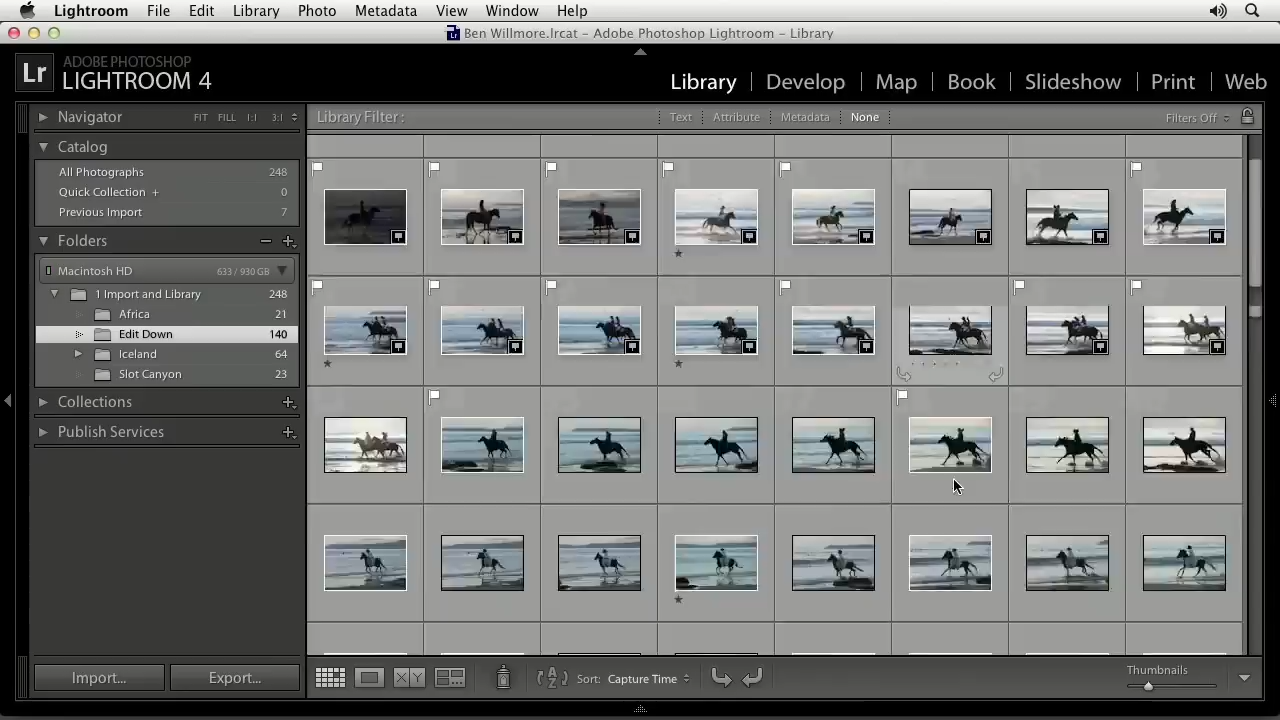 Lightroom File Edit Library Photo Metadata View Window Help
Lr Ben Willmore.lrcat – Adobe Photoshop Lightroom – Library
Lr ADOBE PHOTOSHOP
LIGHTROOM 4
Library Develop Map Book Slideshow Print Web
Navigator FIT FILL 1:1 3:1
Library Filter : Text Attribute Metadata None Filters Off
Catalog
All Photographs 248
Quick Collection + 0
Previous Import 7
Folders
Macintosh HD 633 / 930 GB
1 Import and Library 248
Africa 21
Edit Down 140
Iceland 64
Slot Canyon 23
Collections
Publish Services
Import... Export...
XY AZ Sort: Capture Time Thumbnails